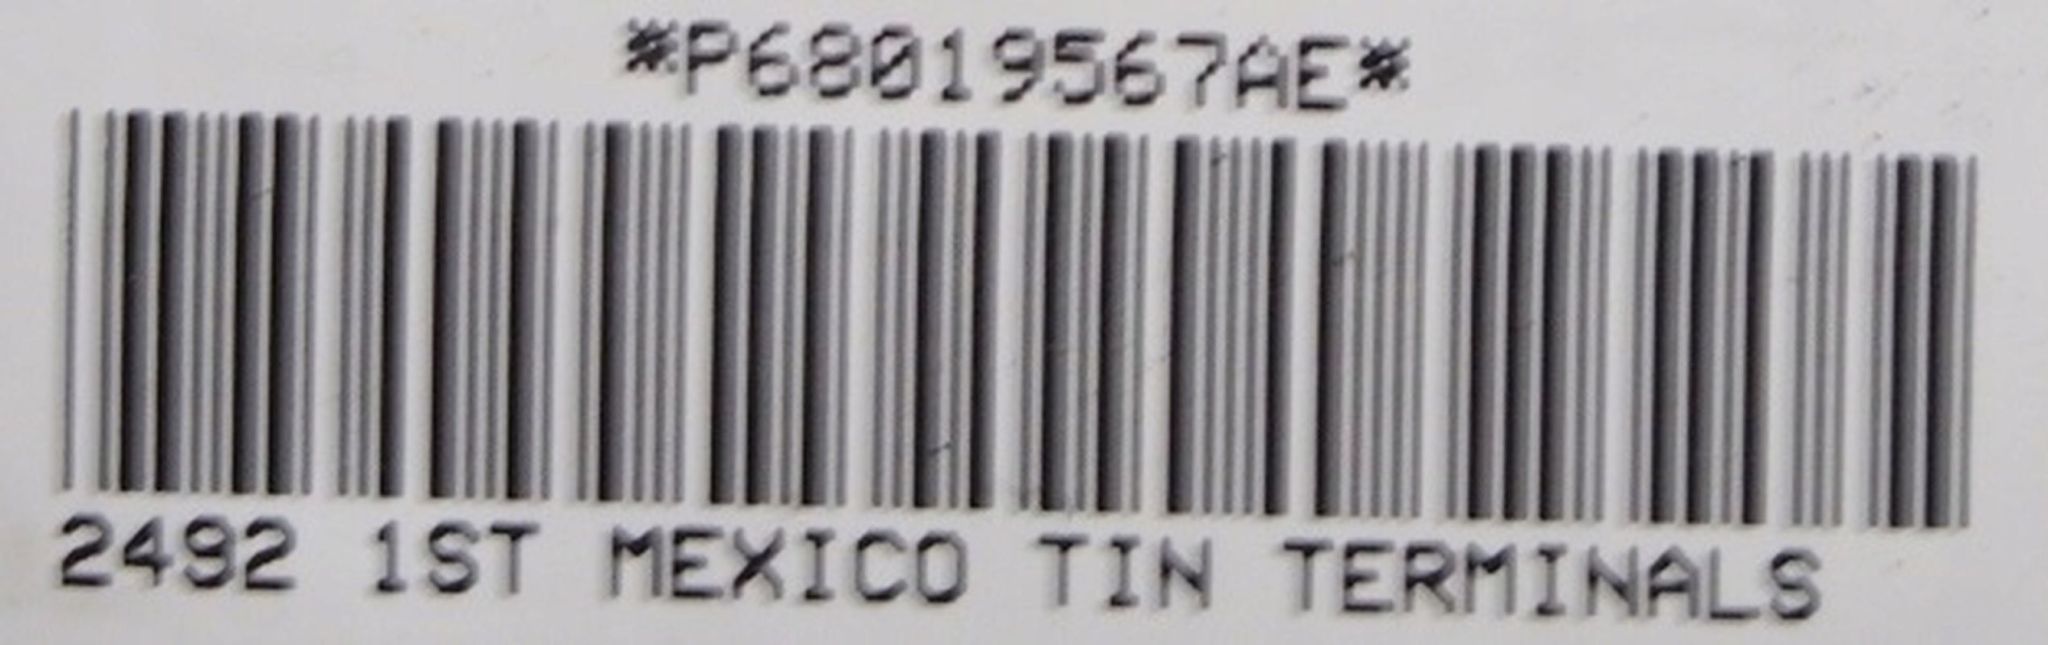 *P68019567AE*
2492 1ST MEXICO TIN TERMINALS